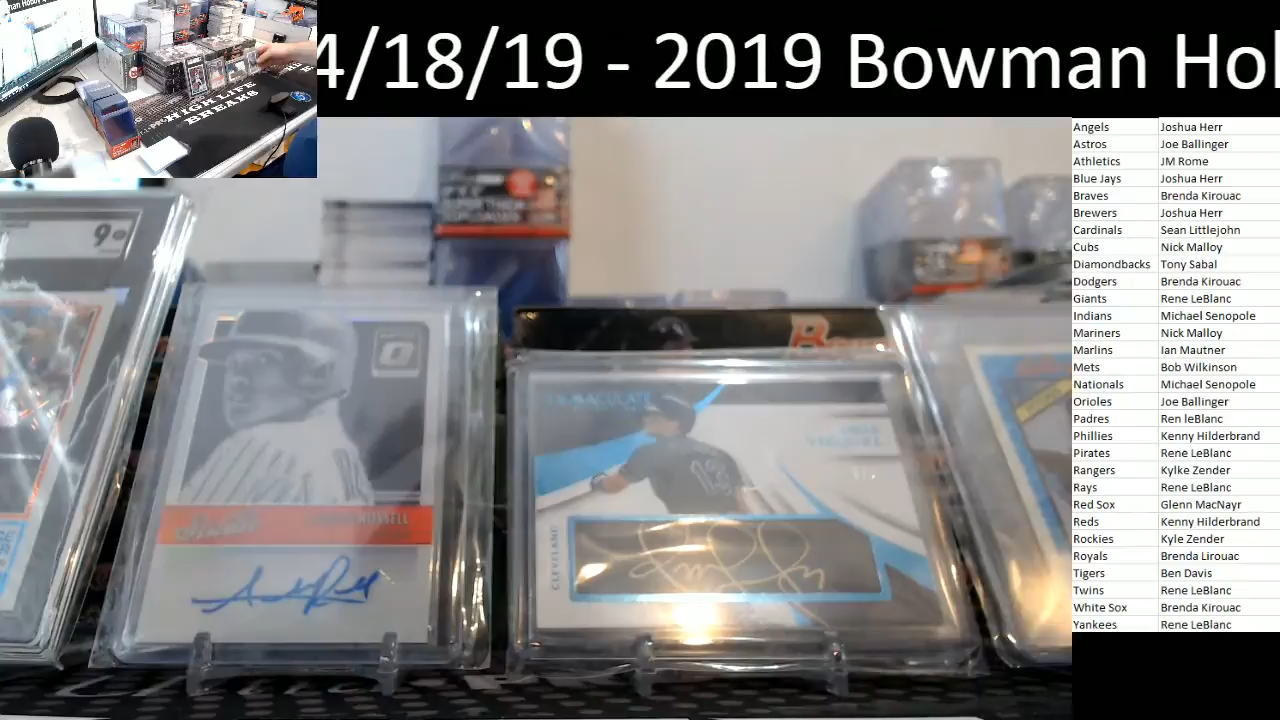 4/18/19 - 2019 Bowman Hol
HIGH LIFE
BREAKS
Angels Joshua Herr
Astros Joe Ballinger
Athletics JM Rome
Blue Jays Joshua Herr
Braves Brenda Kirouac
Brewers Joshua Herr
Cardinals Sean Littlejohn
Cubs Nick Malloy
Diamondbacks Tony Sabal
Dodgers Brenda Kirouac
Giants Rene LeBlanc
Indians Michael Senopole
Mariners Nick Malloy
Marlins Ian Mautner
Mets Bob Wilkinson
Nationals Michael Senopole
Orioles Joe Ballinger
Padres Ren leBlanc
Phillies Kenny Hilderbrand
Pirates Rene LeBlanc
Rangers Kylke Zender
Rays Rene LeBlanc
Red Sox Glenn MacNayr
Reds Kenny Hilderbrand
Rockies Kyle Zender
Royals Brenda Lirouac
Tigers Ben Davis
Twins Rene LeBlanc
White Sox Brenda Kirouac
Yankees Rene LeBlanc
9
IMMACULATE
VIZQUEL
RUSSELL
CLEVELAND